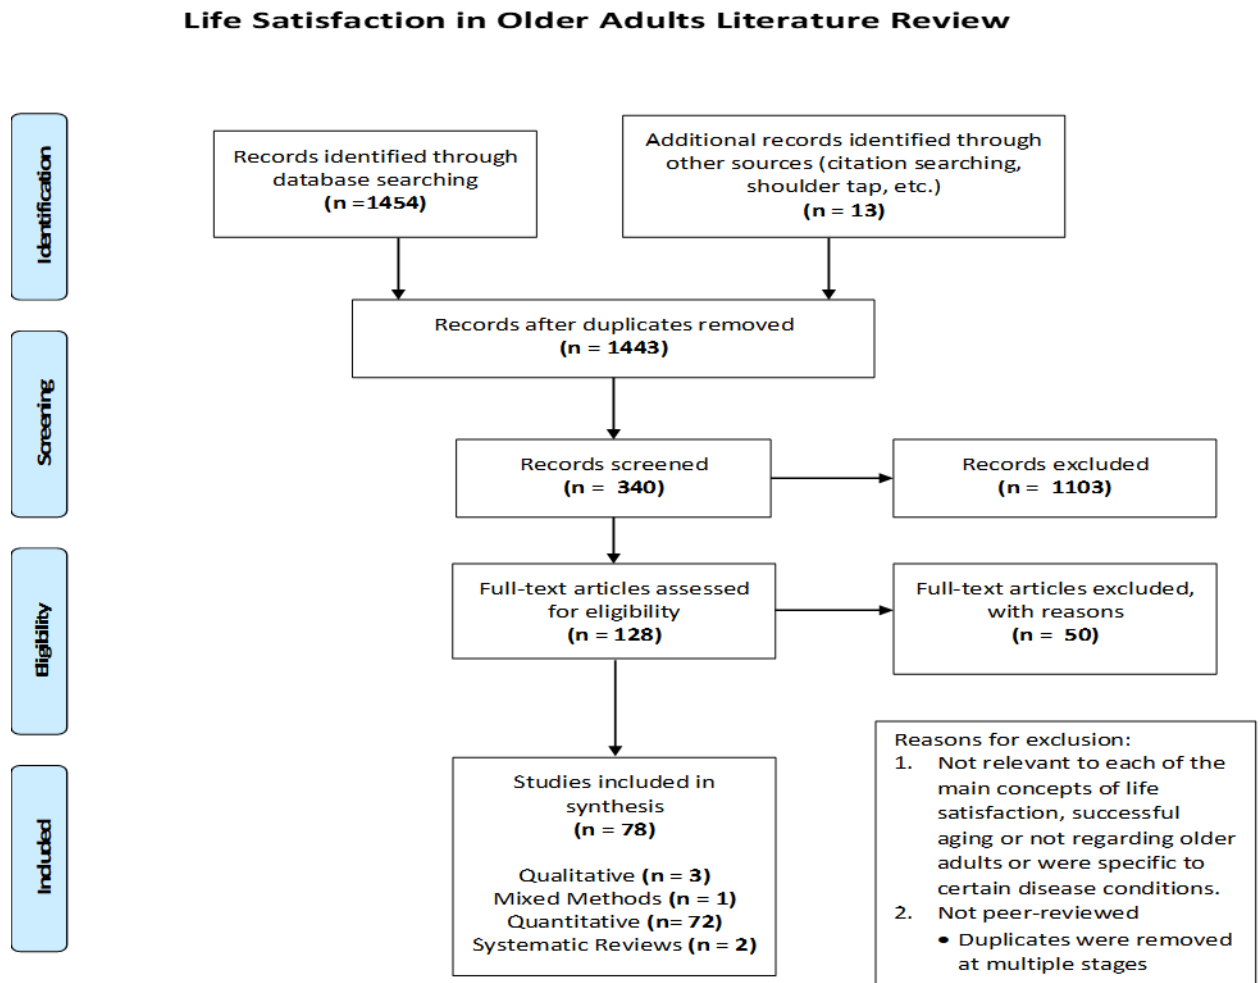 Life Satisfaction in Older Adults Literature Review
Identification
Records identified through
database searching
(n =1454)
Additional records identified through
other sources (citation searching,
shoulder tap, etc.)
(n = 13)
Records after duplicates removed
(n = 1443)
Screening
Records screened
(n = 340)
Records excluded
(n = 1103)
Eligibility
Full-text articles assessed
for eligibility
(n = 128)
Full-text articles excluded,
with reasons
(n = 50)
Included
Studies included in
synthesis
(n = 78)
Qualitative (n = 3)
Mixed Methods (n = 1)
Quantitative (n= 72)
Systematic Reviews (n = 2)
Reasons for exclusion:
1. Not relevant to each of the
main concepts of life
satisfaction, successful
aging or not regarding older
adults or were specific to
certain disease conditions.
2. Not peer-reviewed
• Duplicates were removed
at multiple stages